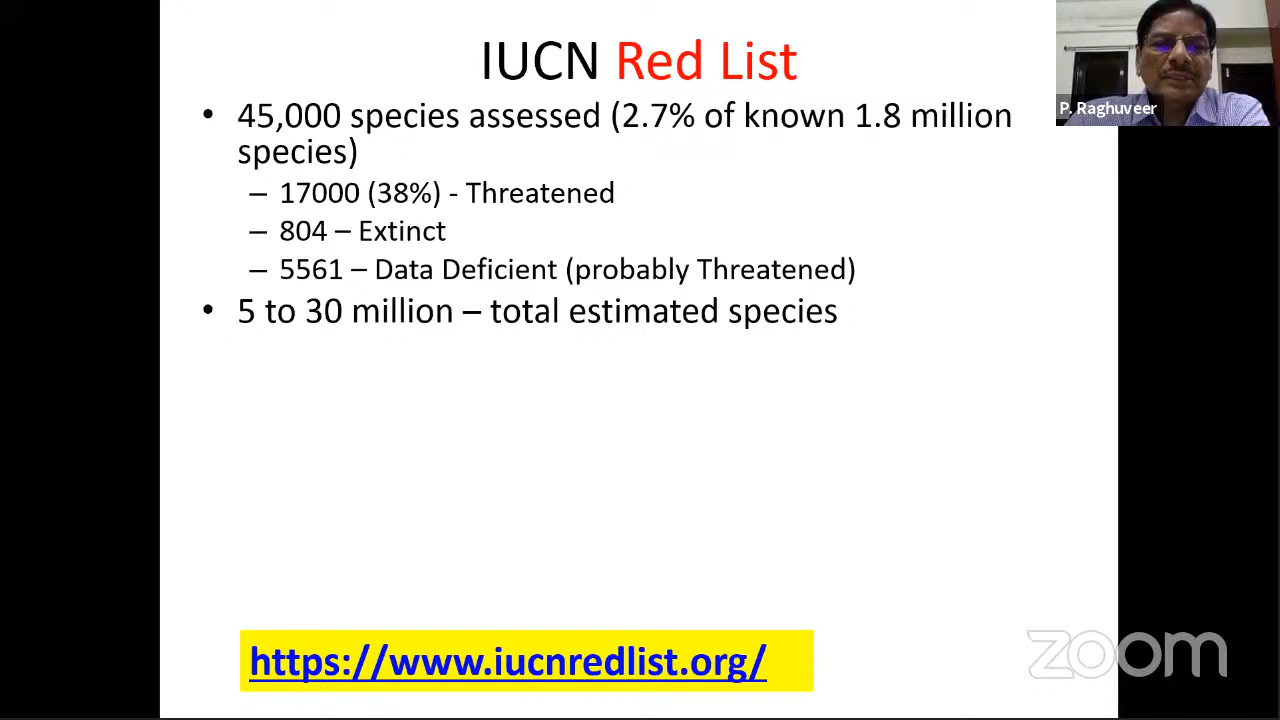 IUCN Red List
• 45,000 species assessed (2.7% of known 1.8 million
species)
– 17000 (38%) - Threatened
– 804 – Extinct
– 5561 – Data Deficient (probably Threatened)
• 5 to 30 million – total estimated species
https://www.iucnredlist.org/
P. Raghuveer
zoom